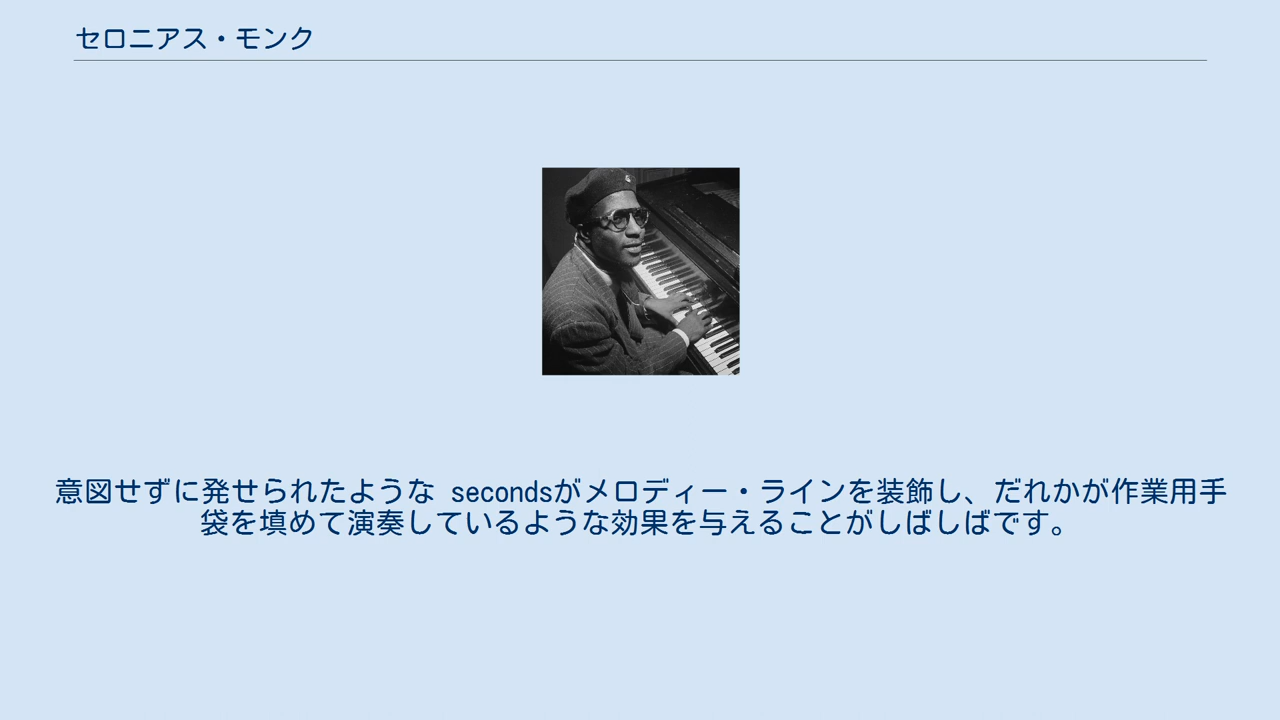 セロニアス・モンク
意図せずに発せられたような secondsがメロディー・ラインを装飾し、だれかが作業用手
袋を填めて演奏しているような効果を与えることがしばしばです。